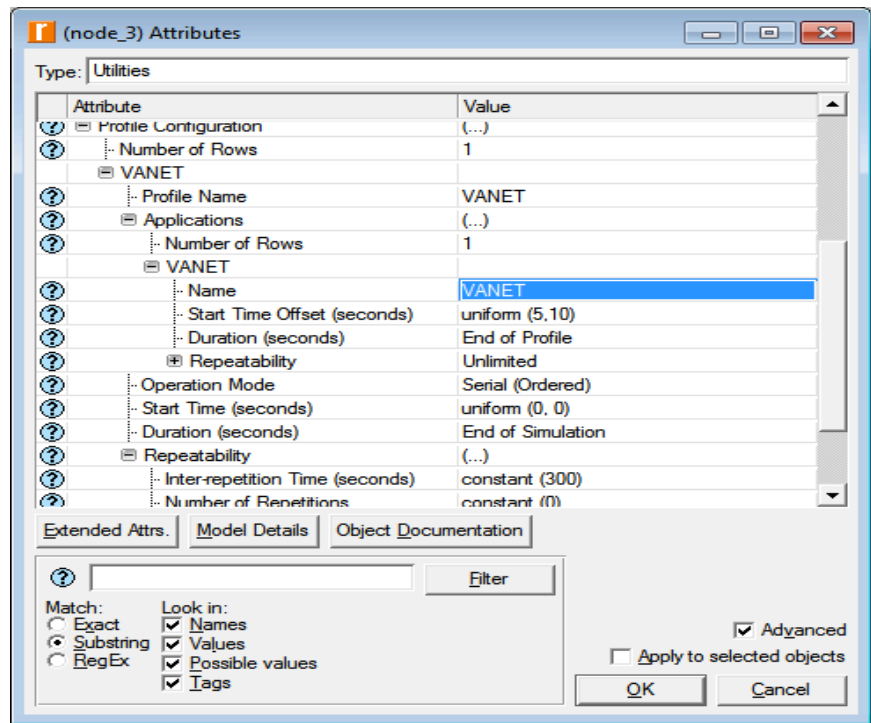 (node_3) Attributes
Type: Utilities
Attribute Value
Profile Configuration (...)
Number of Rows 1
VANET
Profile Name VANET
Applications (...)
Number of Rows 1
VANET
Name VANET
Start Time Offset (seconds) uniform (5,10)
Duration (seconds) End of Profile
Repeatability Unlimited
Operation Mode Serial (Ordered)
Start Time (seconds) uniform (0, 0)
Duration (seconds) End of Simulation
Repeatability (...)
Inter-repetition Time (seconds) constant (300)
Number of Repetitions constant (0)
Extended Attrs. Model Details Object Documentation
Filter
Match: Look in:
Exact Names
Substring Values
RegEx Possible values
Tags
Advanced
Apply to selected objects
OK Cancel